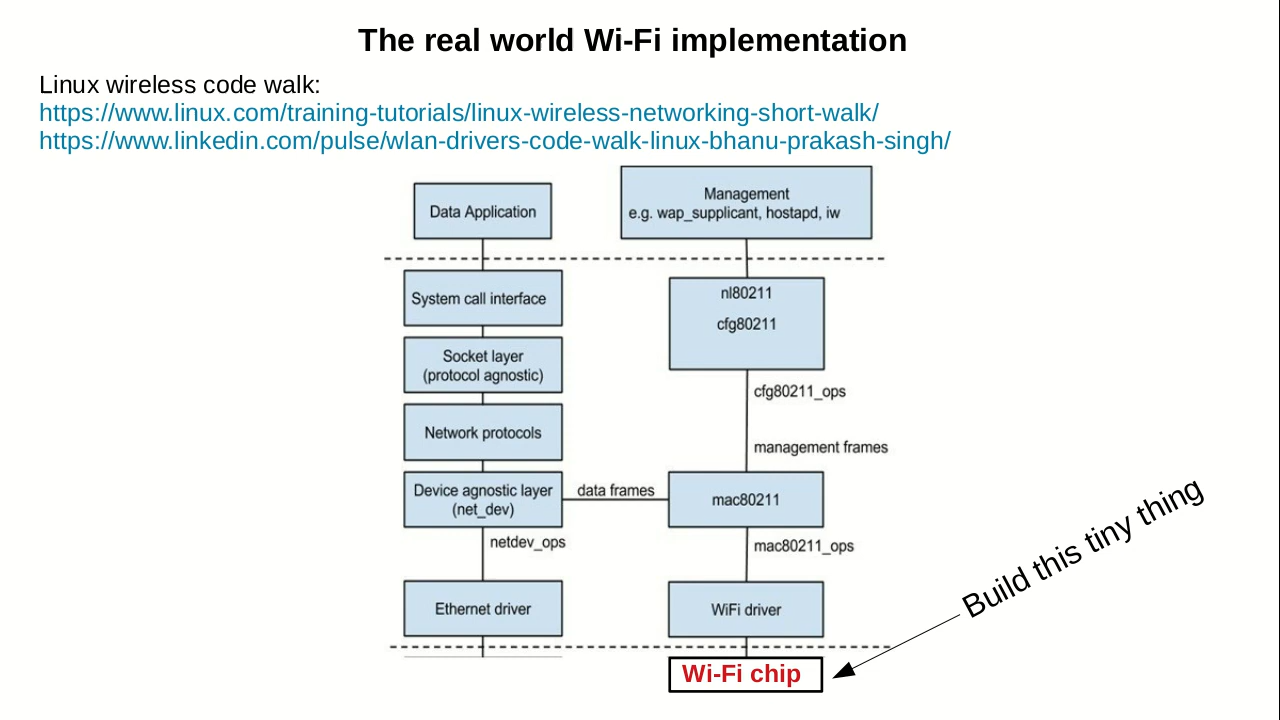 The real world Wi-Fi implementation
Linux wireless code walk:
https://www.linux.com/training-tutorials/linux-wireless-networking-short-walk/
https://www.linkedin.com/pulse/wlan-drivers-code-walk-linux-bhanu-prakash-singh/
Data Application
Management
e.g. wap_supplicant, hostapd, iw
System call interface
nl80211
cfg80211
Socket layer
(protocol agnostic)
cfg80211_ops
Network protocols
management frames
Device agnostic layer
(net_dev)
data frames
mac80211
netdev_ops
mac80211_ops
Ethernet driver
WiFi driver
Build this tiny thing
Wi-Fi chip